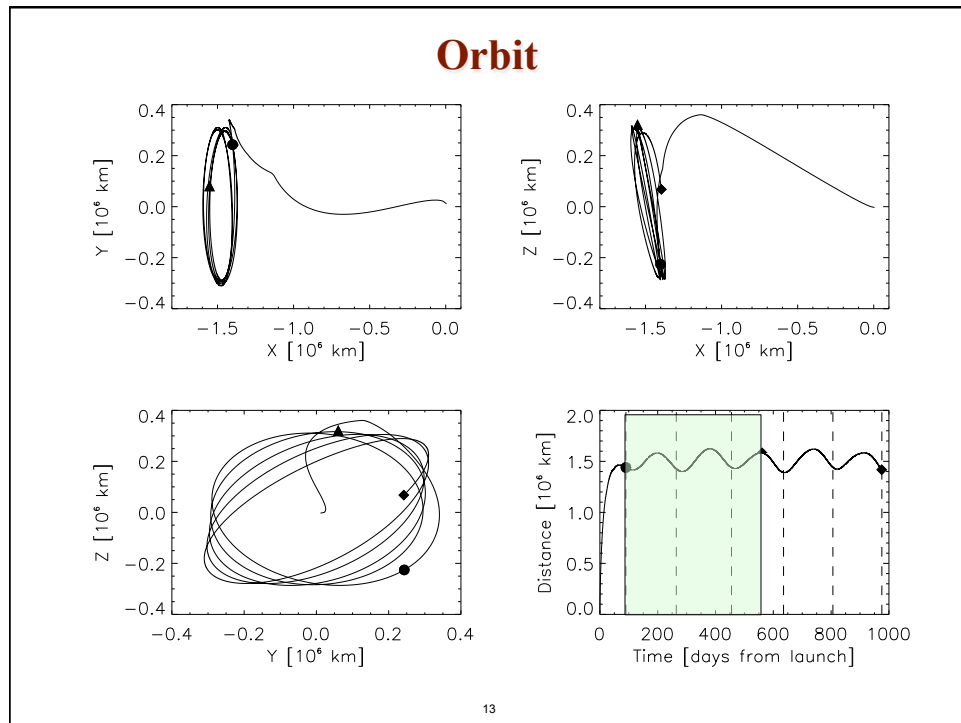 Orbit
0.4
0.2
0.0
−0.2
−0.4
Y [10⁶ km]
−1.5 −1.0 −0.5 0.0
X [10⁶ km]
0.4
0.2
0.0
−0.2
−0.4
Z [10⁶ km]
−1.5 −1.0 −0.5 0.0
X [10⁶ km]
0.4
0.2
0.0
−0.2
−0.4
Z [10⁶ km]
−0.4 −0.2 0.0 0.2 0.4
Y [10⁶ km]
2.0
1.5
1.0
0.5
0.0
Distance [10⁶ km]
0 200 400 600 800 1000
Time [days from launch]
13